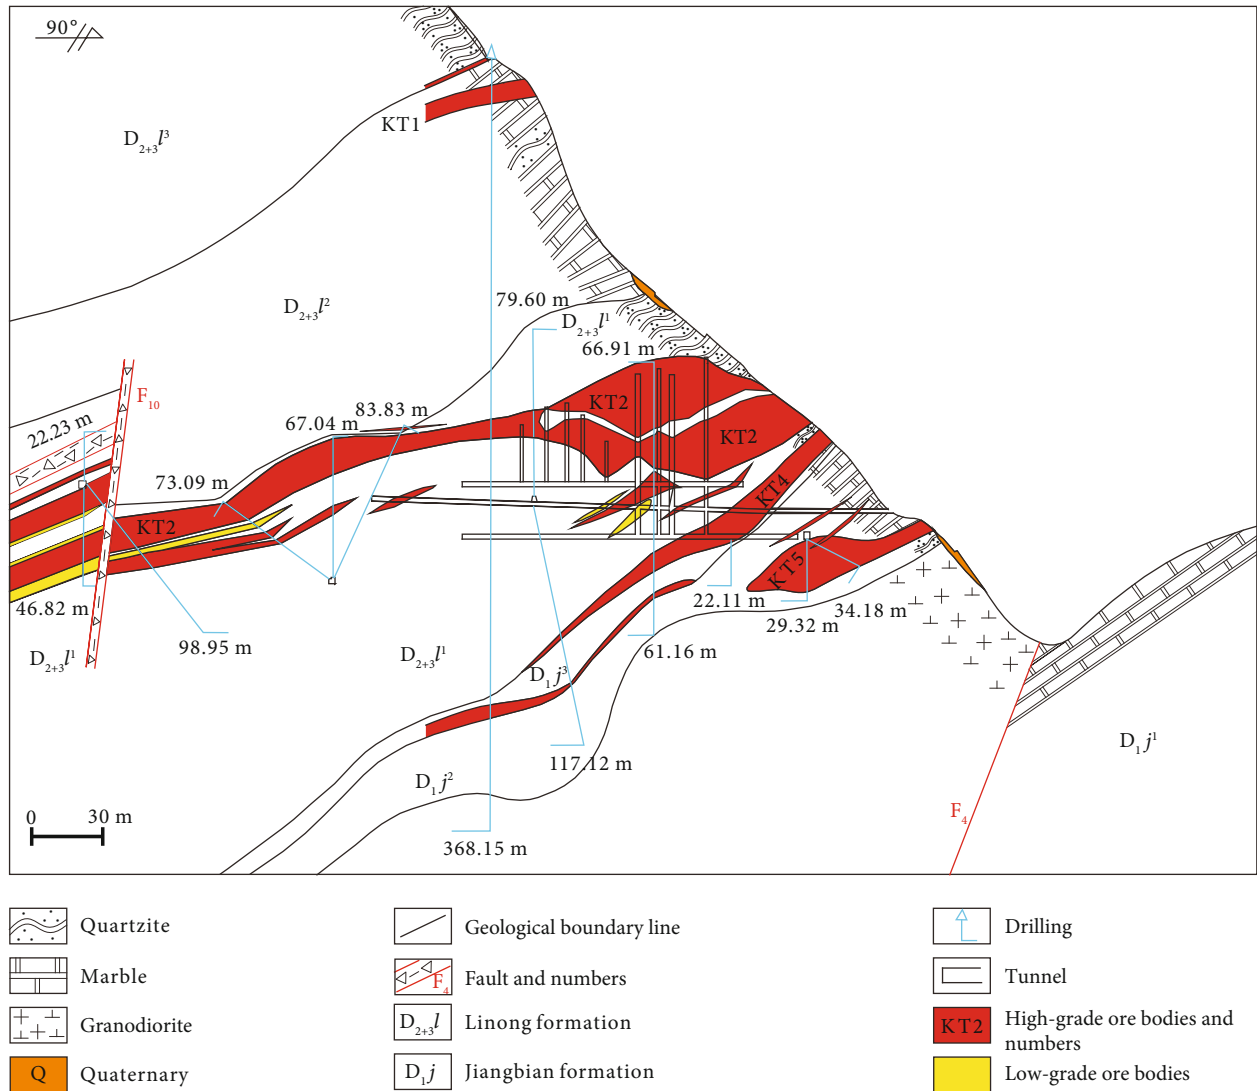 90°
D2+3l³
KT1
D2+3l²
79.60 m
D2+3l¹
66.91 m
F10
22.23 m
67.04 m
83.83 m
KT2
KT2
73.09 m
KT4
KT2
KT5
46.82 m
22.11 m
34.18 m
29.32 m
98.95 m
61.16 m
D2+3l¹
D2+3l¹
D1j³
D1j¹
117.12 m
D1j²
0 30 m
F4
368.15 m
Quartzite
Marble
Granodiorite
Q Quaternary
Geological boundary line
F4 Fault and numbers
D2+3l Linong formation
D1j Jiangbian formation
Drilling
Tunnel
KT2 High-grade ore bodies and
numbers
Low-grade ore bodies